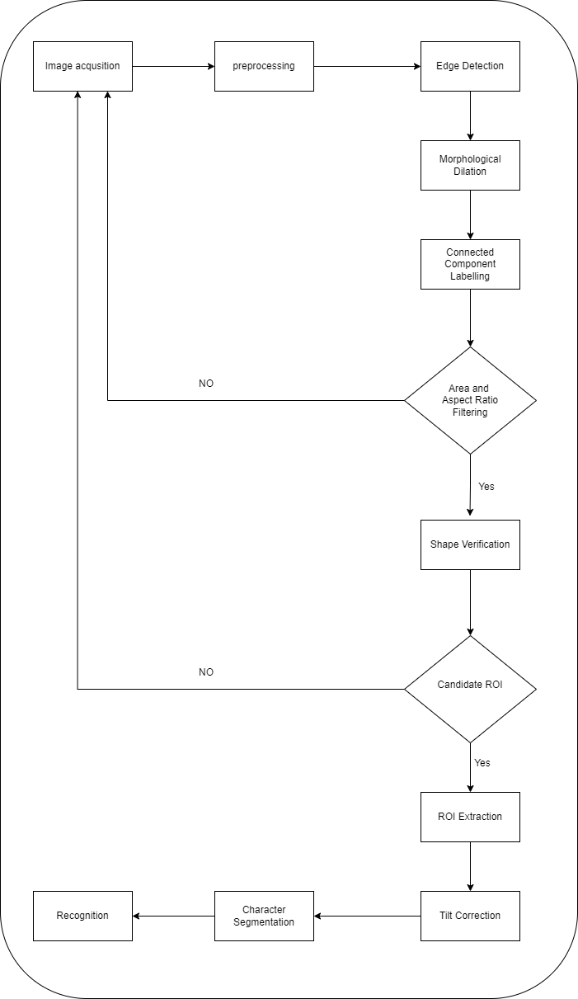 Image acqusition
preprocessing
Edge Detection
Morphological
Dilation
Connected
Component
Labelling
Area and
Aspect Ratio
Filtering
NO
Yes
Shape Verification
Candidate ROI
NO
Yes
ROI Extraction
Tilt Correction
Character
Segmentation
Recognition